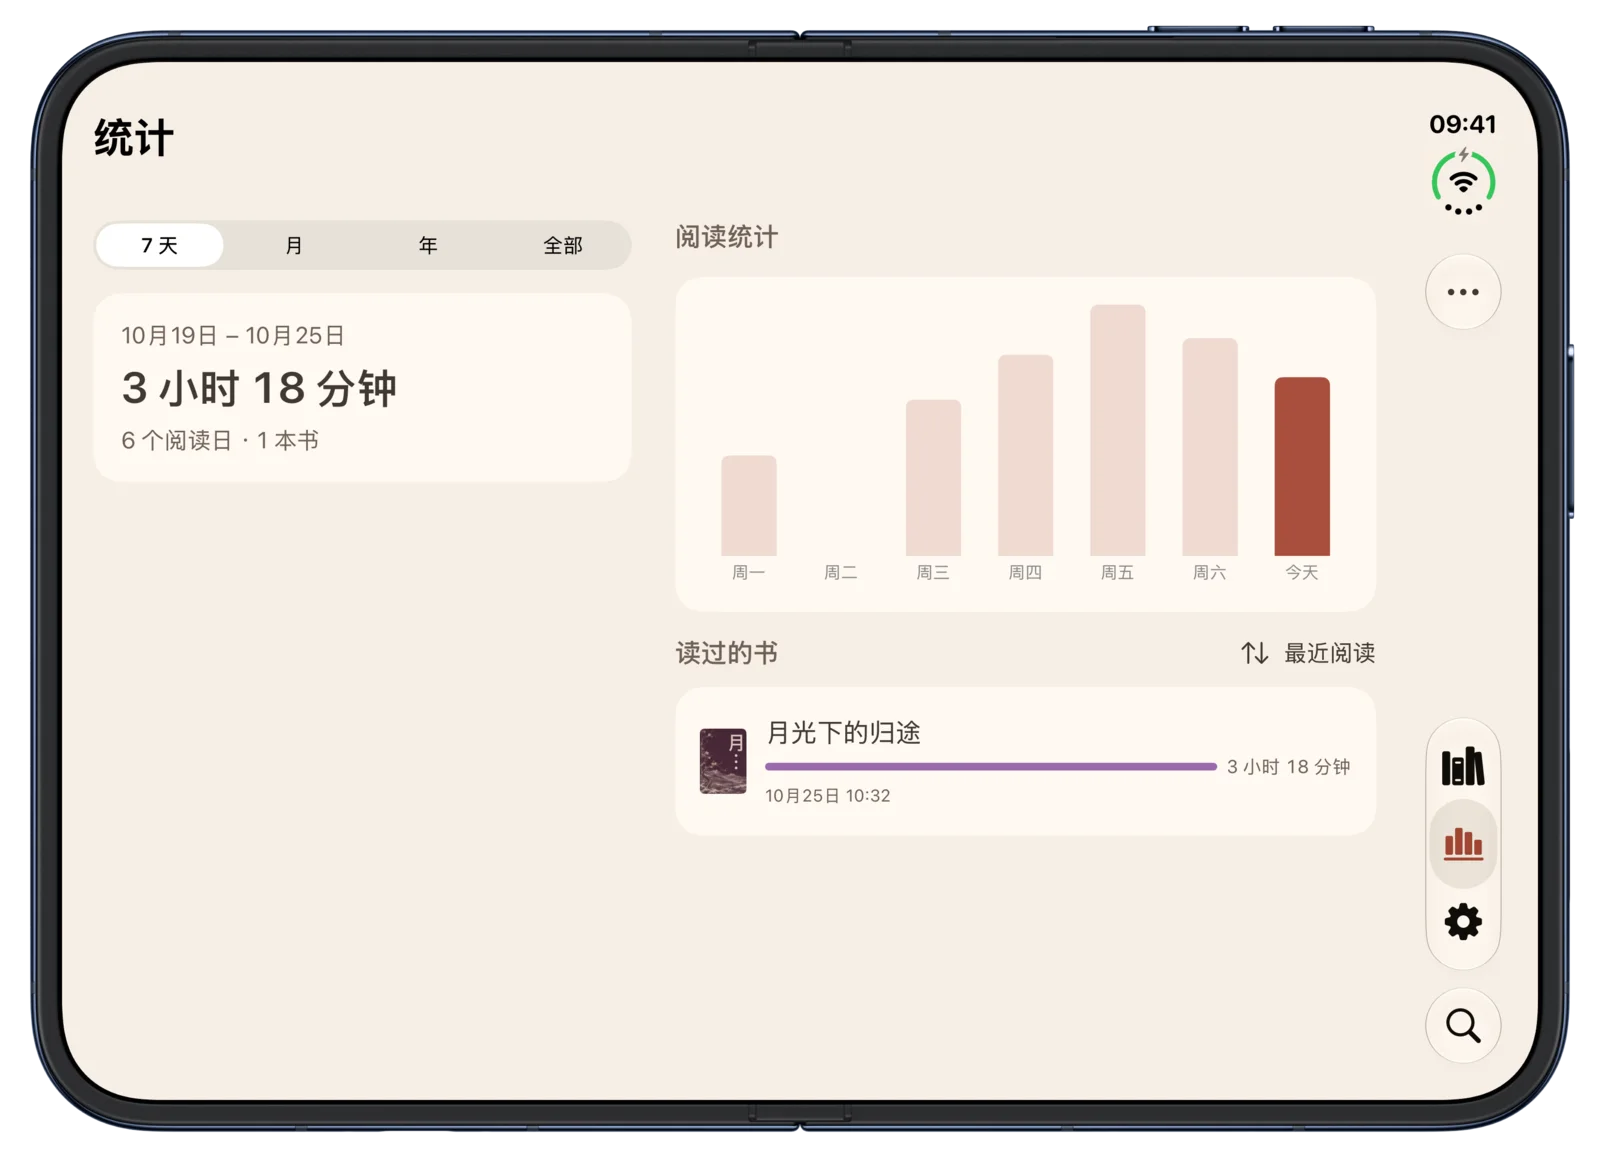 统计
09:41
7 天
月
年
全部
10月19日 – 10月25日
3 小时 18 分钟
6 个阅读日 · 1 本书
阅读统计
周一
周二
周三
周四
周五
周六
今天
读过的书
最近阅读
月…
月光下的归途
3 小时 18 分钟
10月25日 10:32